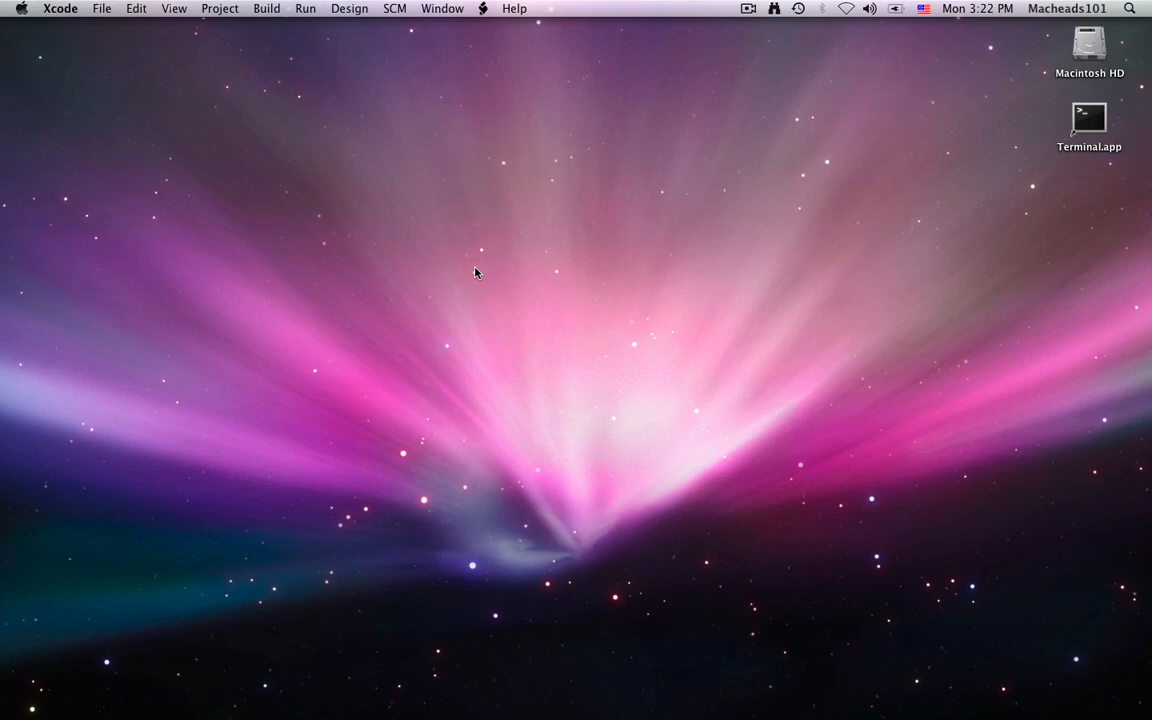 Xcode File Edit View Project Build Run Design SCM Window Help Mon 3:22 PM Macheads101
Macintosh HD
>_
Terminal.app